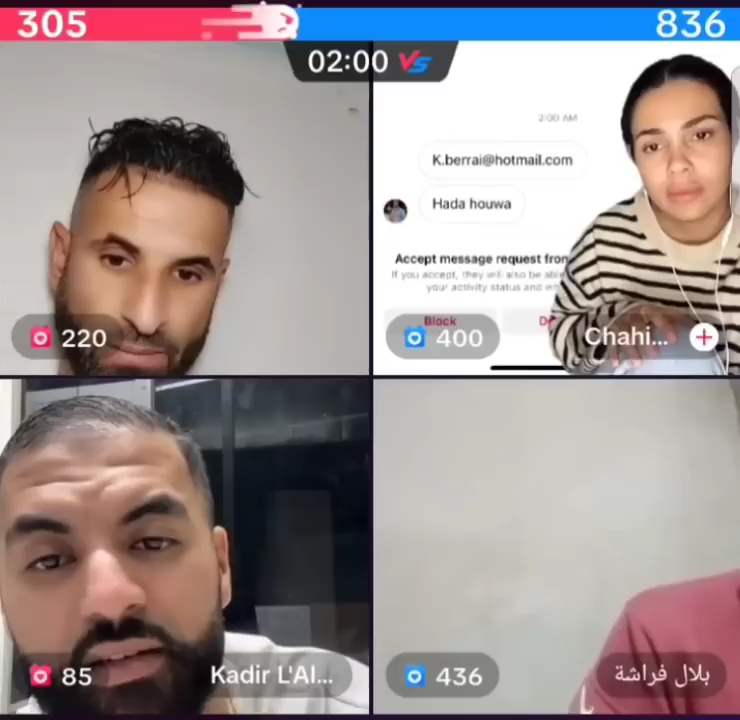 305
836
02:00 VS
2:00 AM
K.berrai@hotmail.com
Hada houwa
Accept message request from
If you accept, they will also be able
your activity status and
Block
220
400
Chahi...
85
Kadir L'Al...
436
بلال فراشة